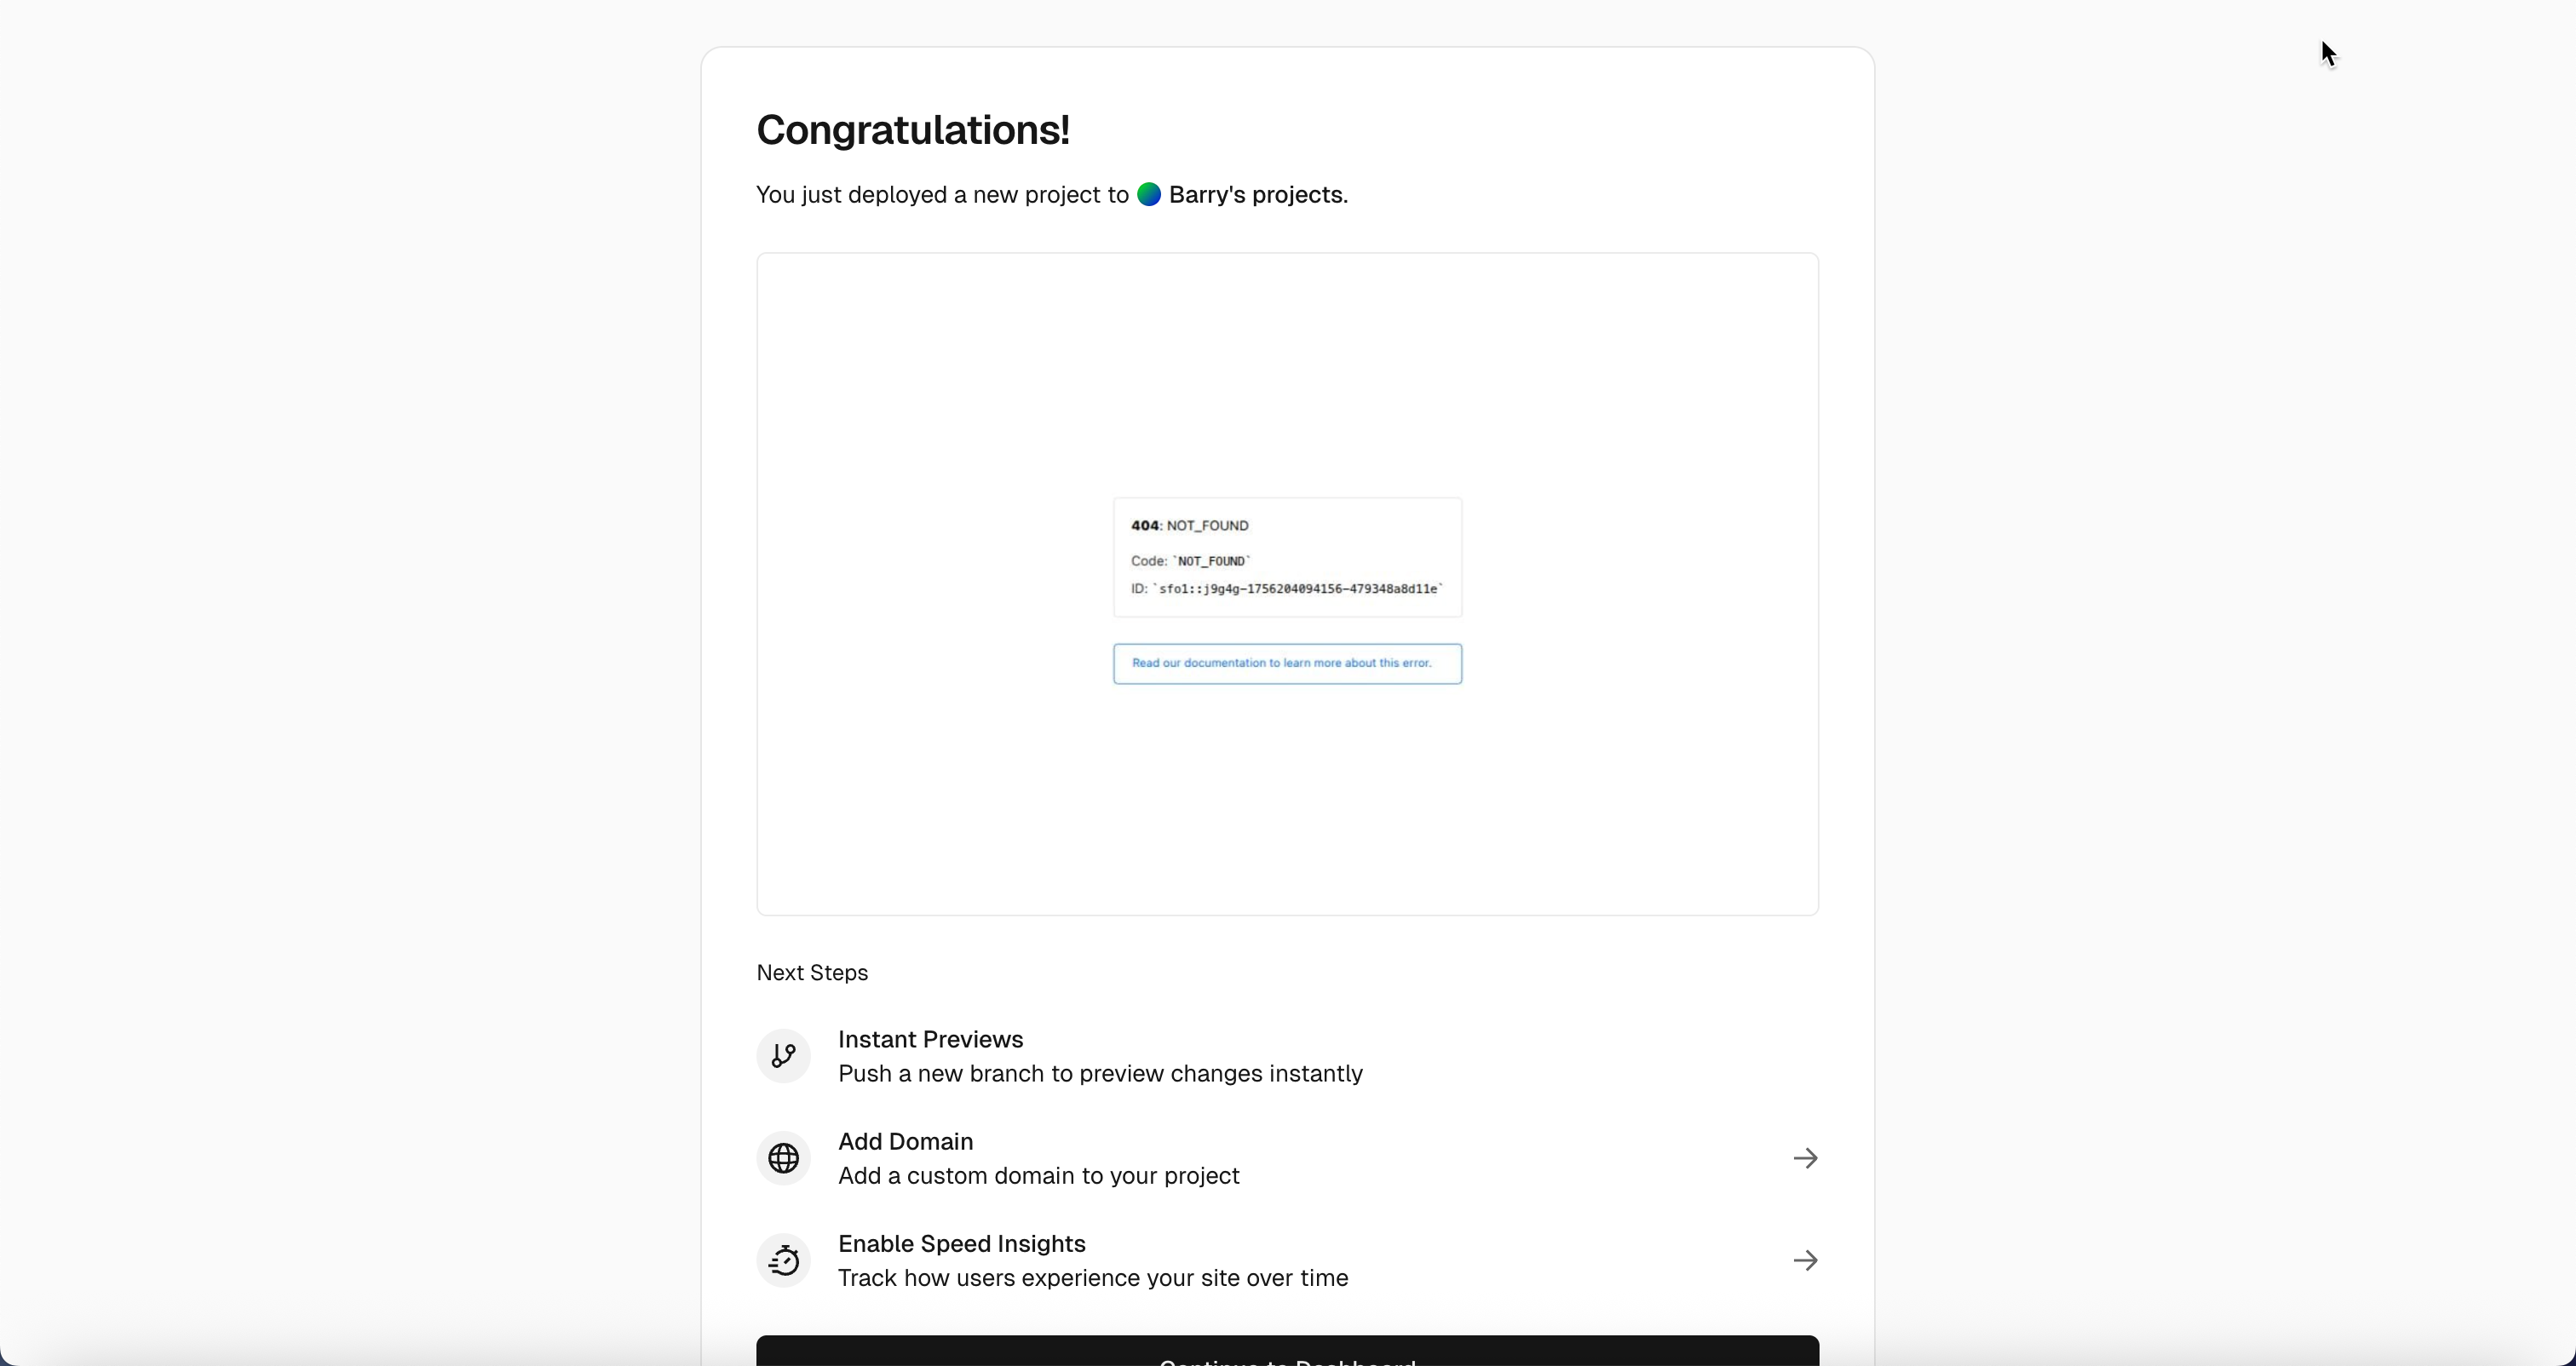 Congratulations!
You just deployed a new project to Barry's projects.
404: NOT_FOUND
Code: `NOT_FOUND`
ID: `sfo1::j9g4g-1756204094156-479348a8d11e`
Read our documentation to learn more about this error.
Next Steps
Instant Previews
Push a new branch to preview changes instantly
Add Domain
Add a custom domain to your project
Enable Speed Insights
Track how users experience your site over time
Continue to Dashboard